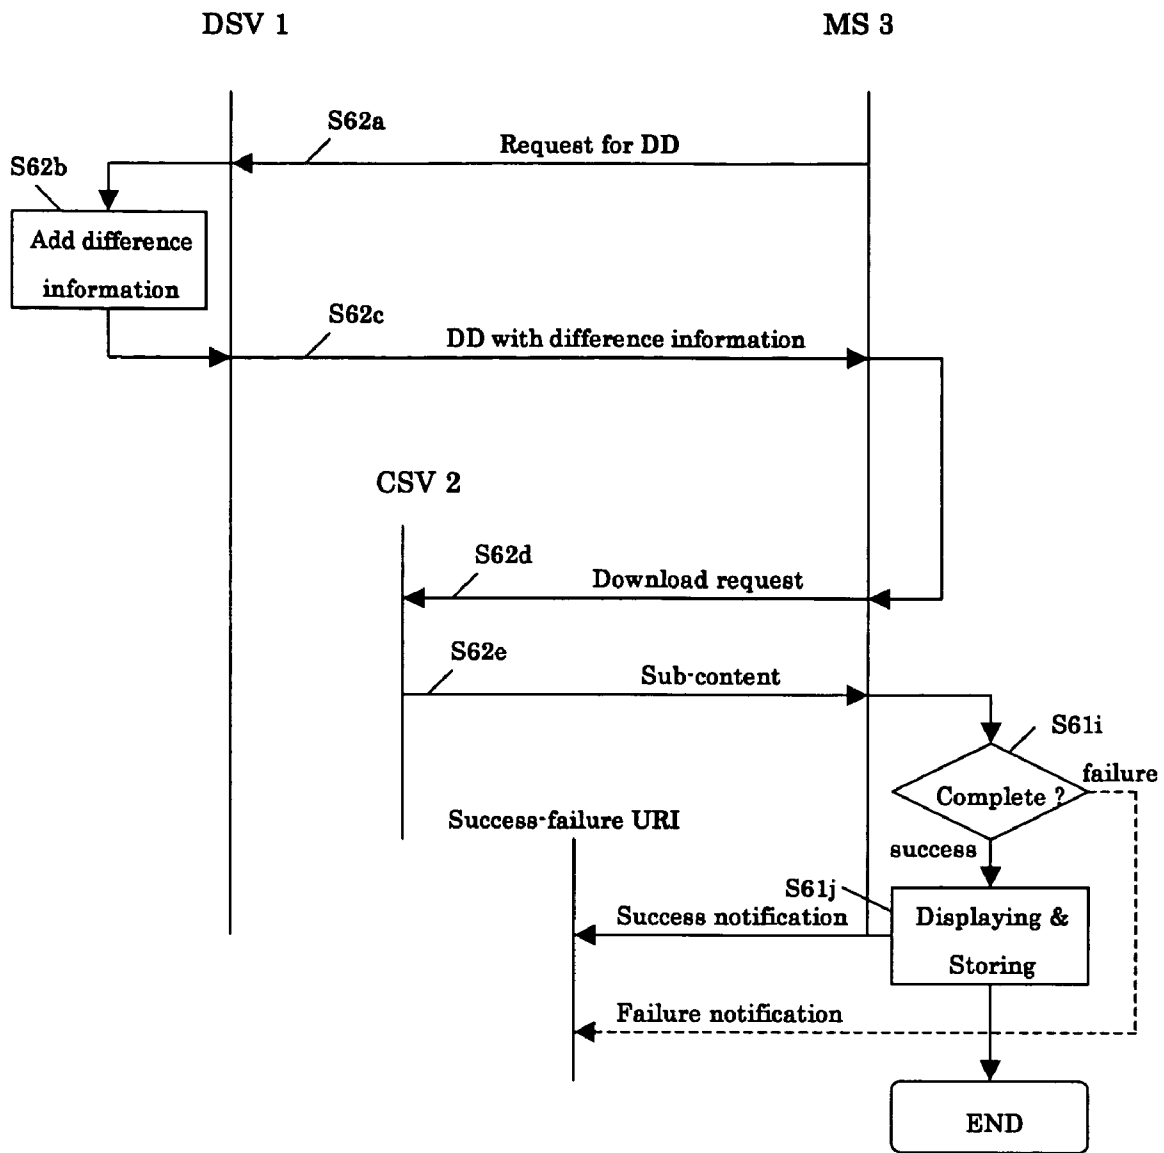 DSV 1
MS 3
S62a
Request for DD
S62b
Add difference
information
S62c
DD with difference information
CSV 2
S62d
Download request
S62e
Sub-content
S61i
failure
Complete ?
Success-failure URI
success
S61j
Success notification
Displaying &
Storing
Failure notification
END